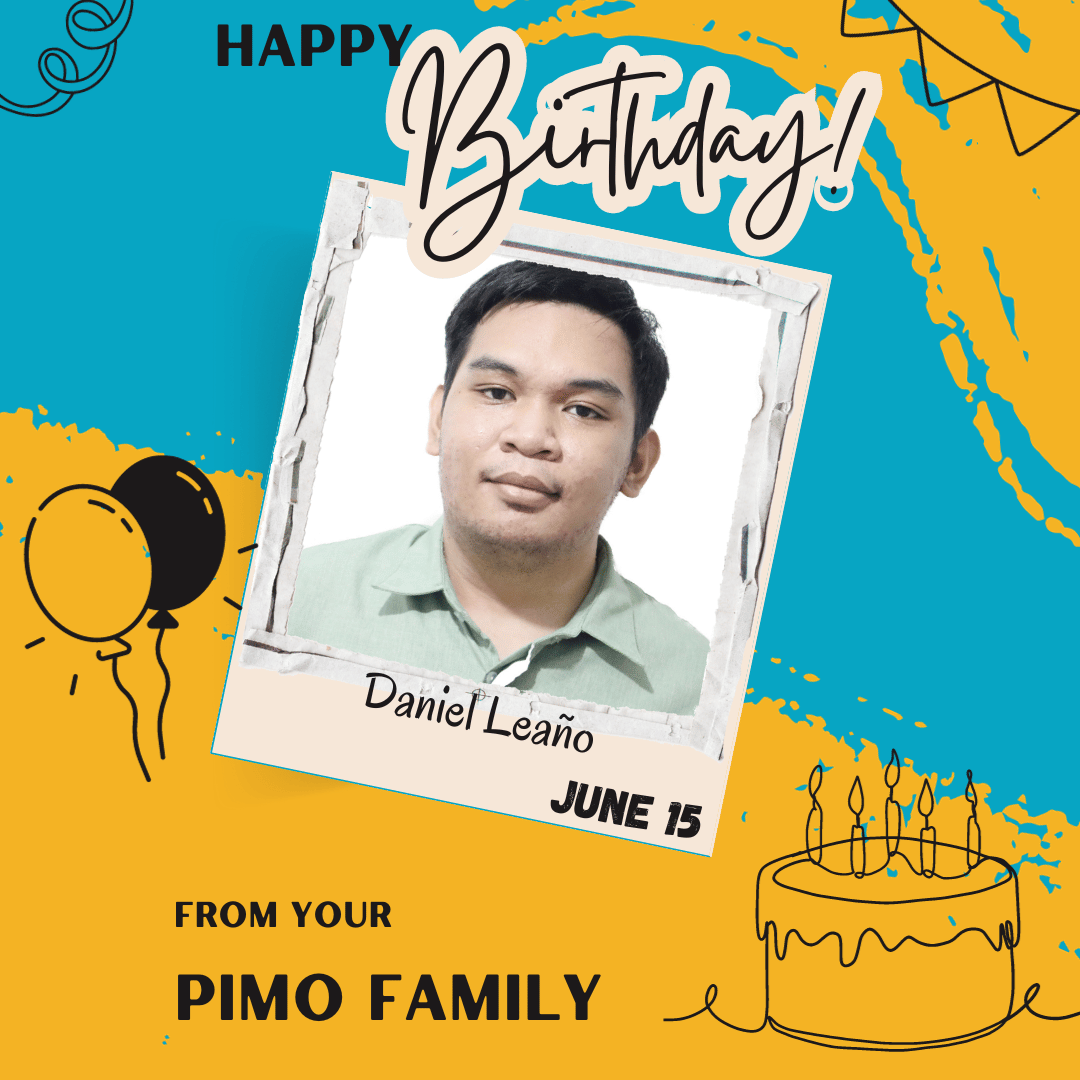 HAPPY
Birthday!
Daniel Leaño
JUNE 15
FROM YOUR
PIMO FAMILY